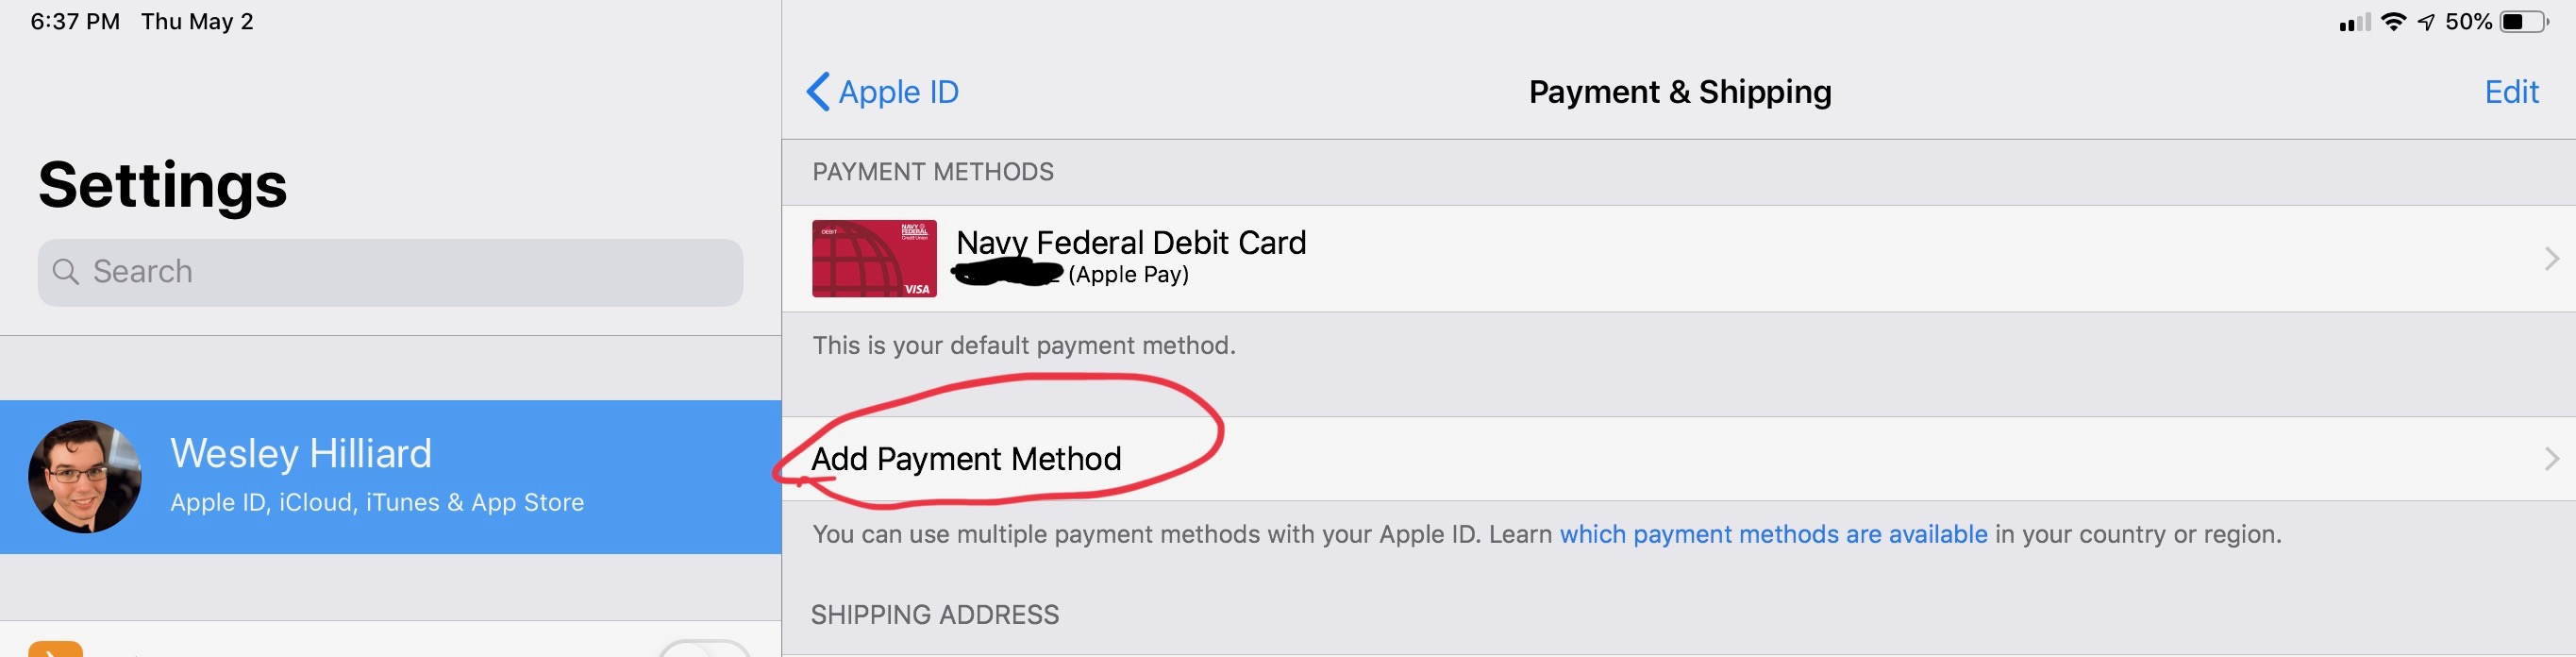 6:37 PM Thu May 2
50%
Settings
Search
Wesley Hilliard
Apple ID, iCloud, iTunes & App Store
Apple ID
Payment & Shipping
Edit
PAYMENT METHODS
DEBIT
NAVY
FEDERAL
Credit Union
VISA
Navy Federal Debit Card
(Apple Pay)
This is your default payment method.
Add Payment Method
You can use multiple payment methods with your Apple ID. Learn which payment methods are available in your country or region.
SHIPPING ADDRESS